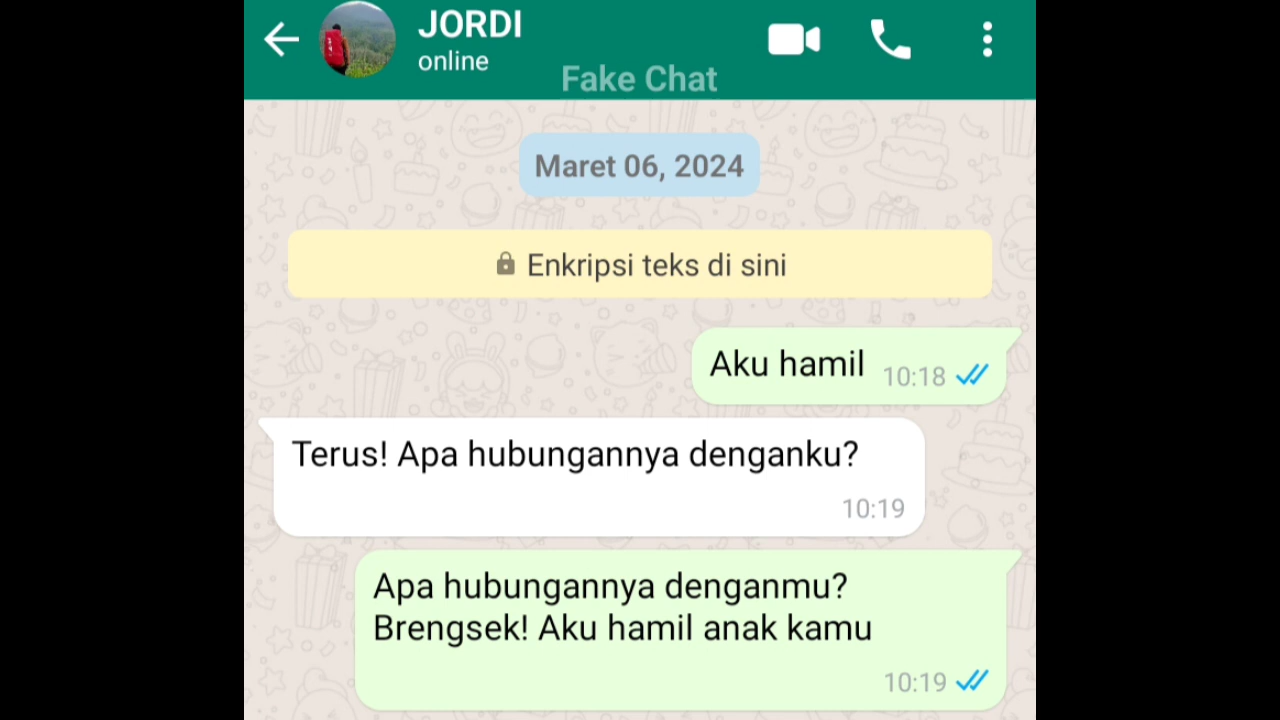 JORDI
online
Fake Chat
Maret 06, 2024
Enkripsi teks di sini
Aku hamil 10:18
Terus! Apa hubungannya denganku?
10:19
Apa hubungannya denganmu?
Brengsek! Aku hamil anak kamu
10:19